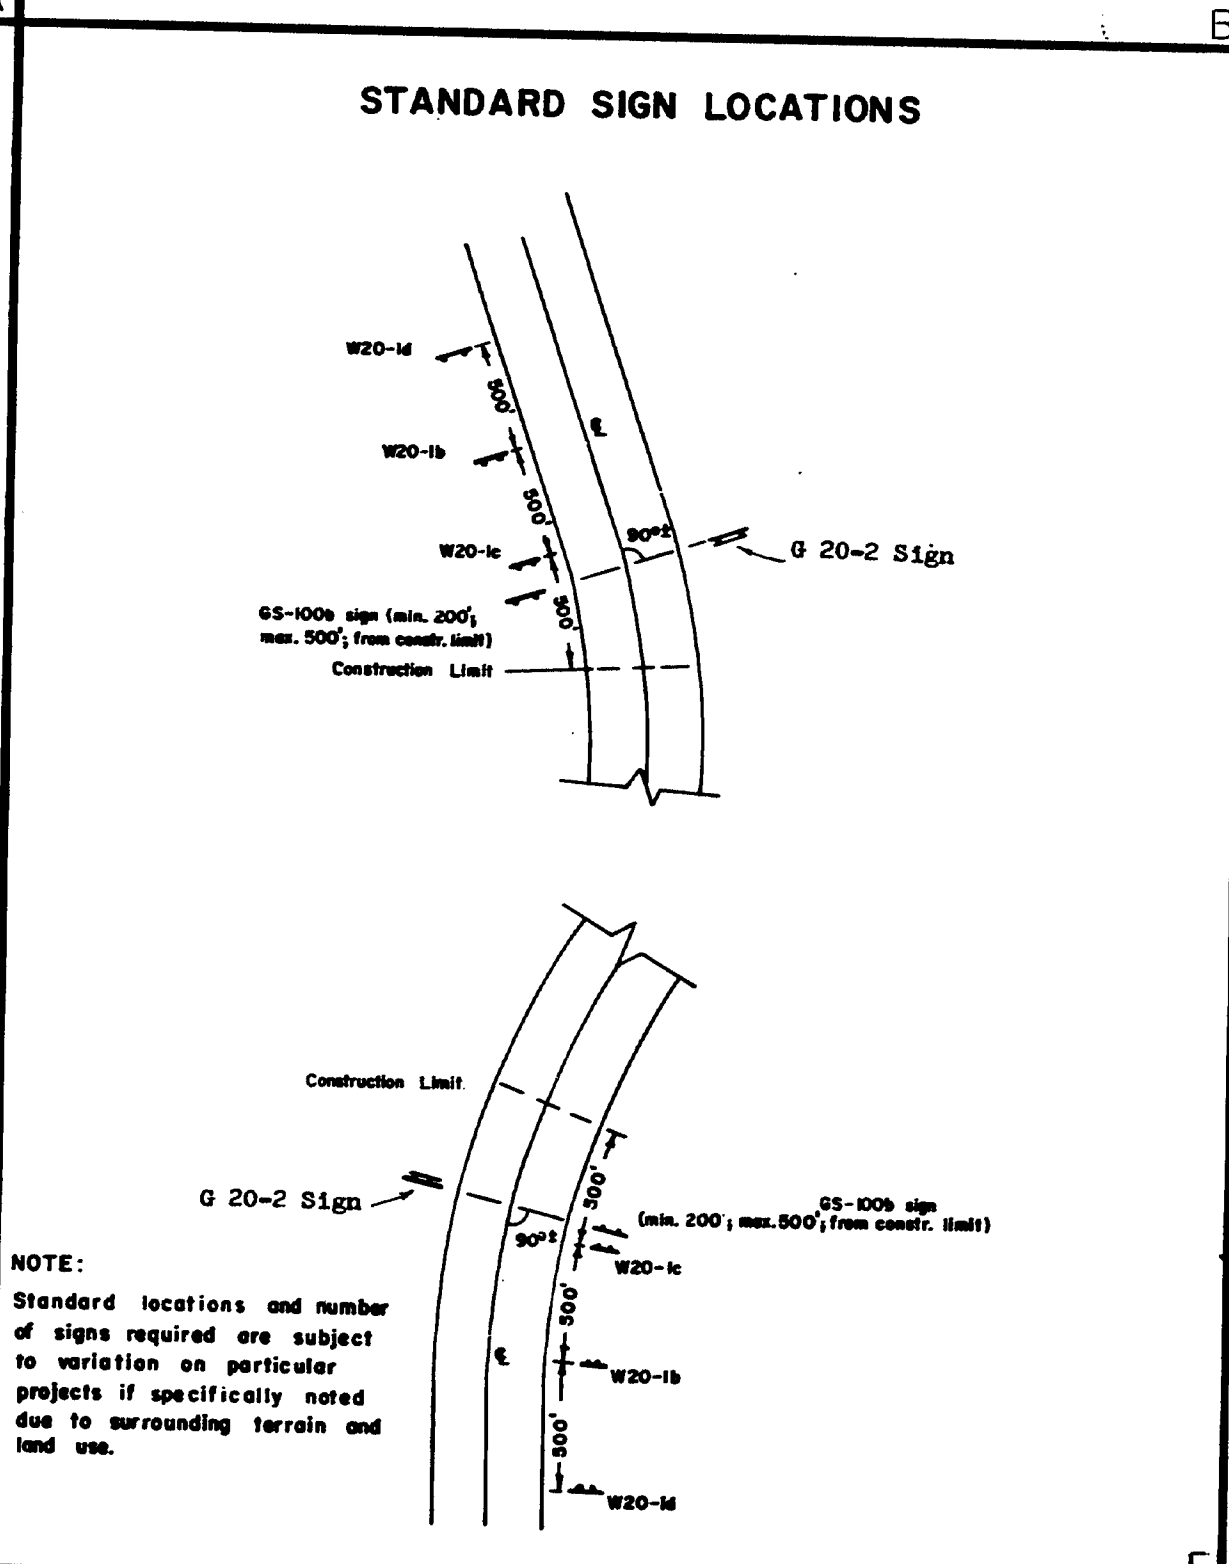 B
STANDARD SIGN LOCATIONS
W20-1d
500'
W20-1b
500'
W20-1c
90°±
G 20-2 Sign
500'
GS-100b sign (min. 200';
max. 500'; from constr. limit)
Construction Limit
℄
Construction Limit
500'
G 20-2 Sign
90°±
GS-100b sign
(min. 200'; max. 500'; from constr. limit)
W20-1c
500'
℄
W20-1b
500'
W20-1d
NOTE:
Standard locations and number
of signs required are subject
to variation on particular
projects if specifically noted
due to surrounding terrain and
land use.